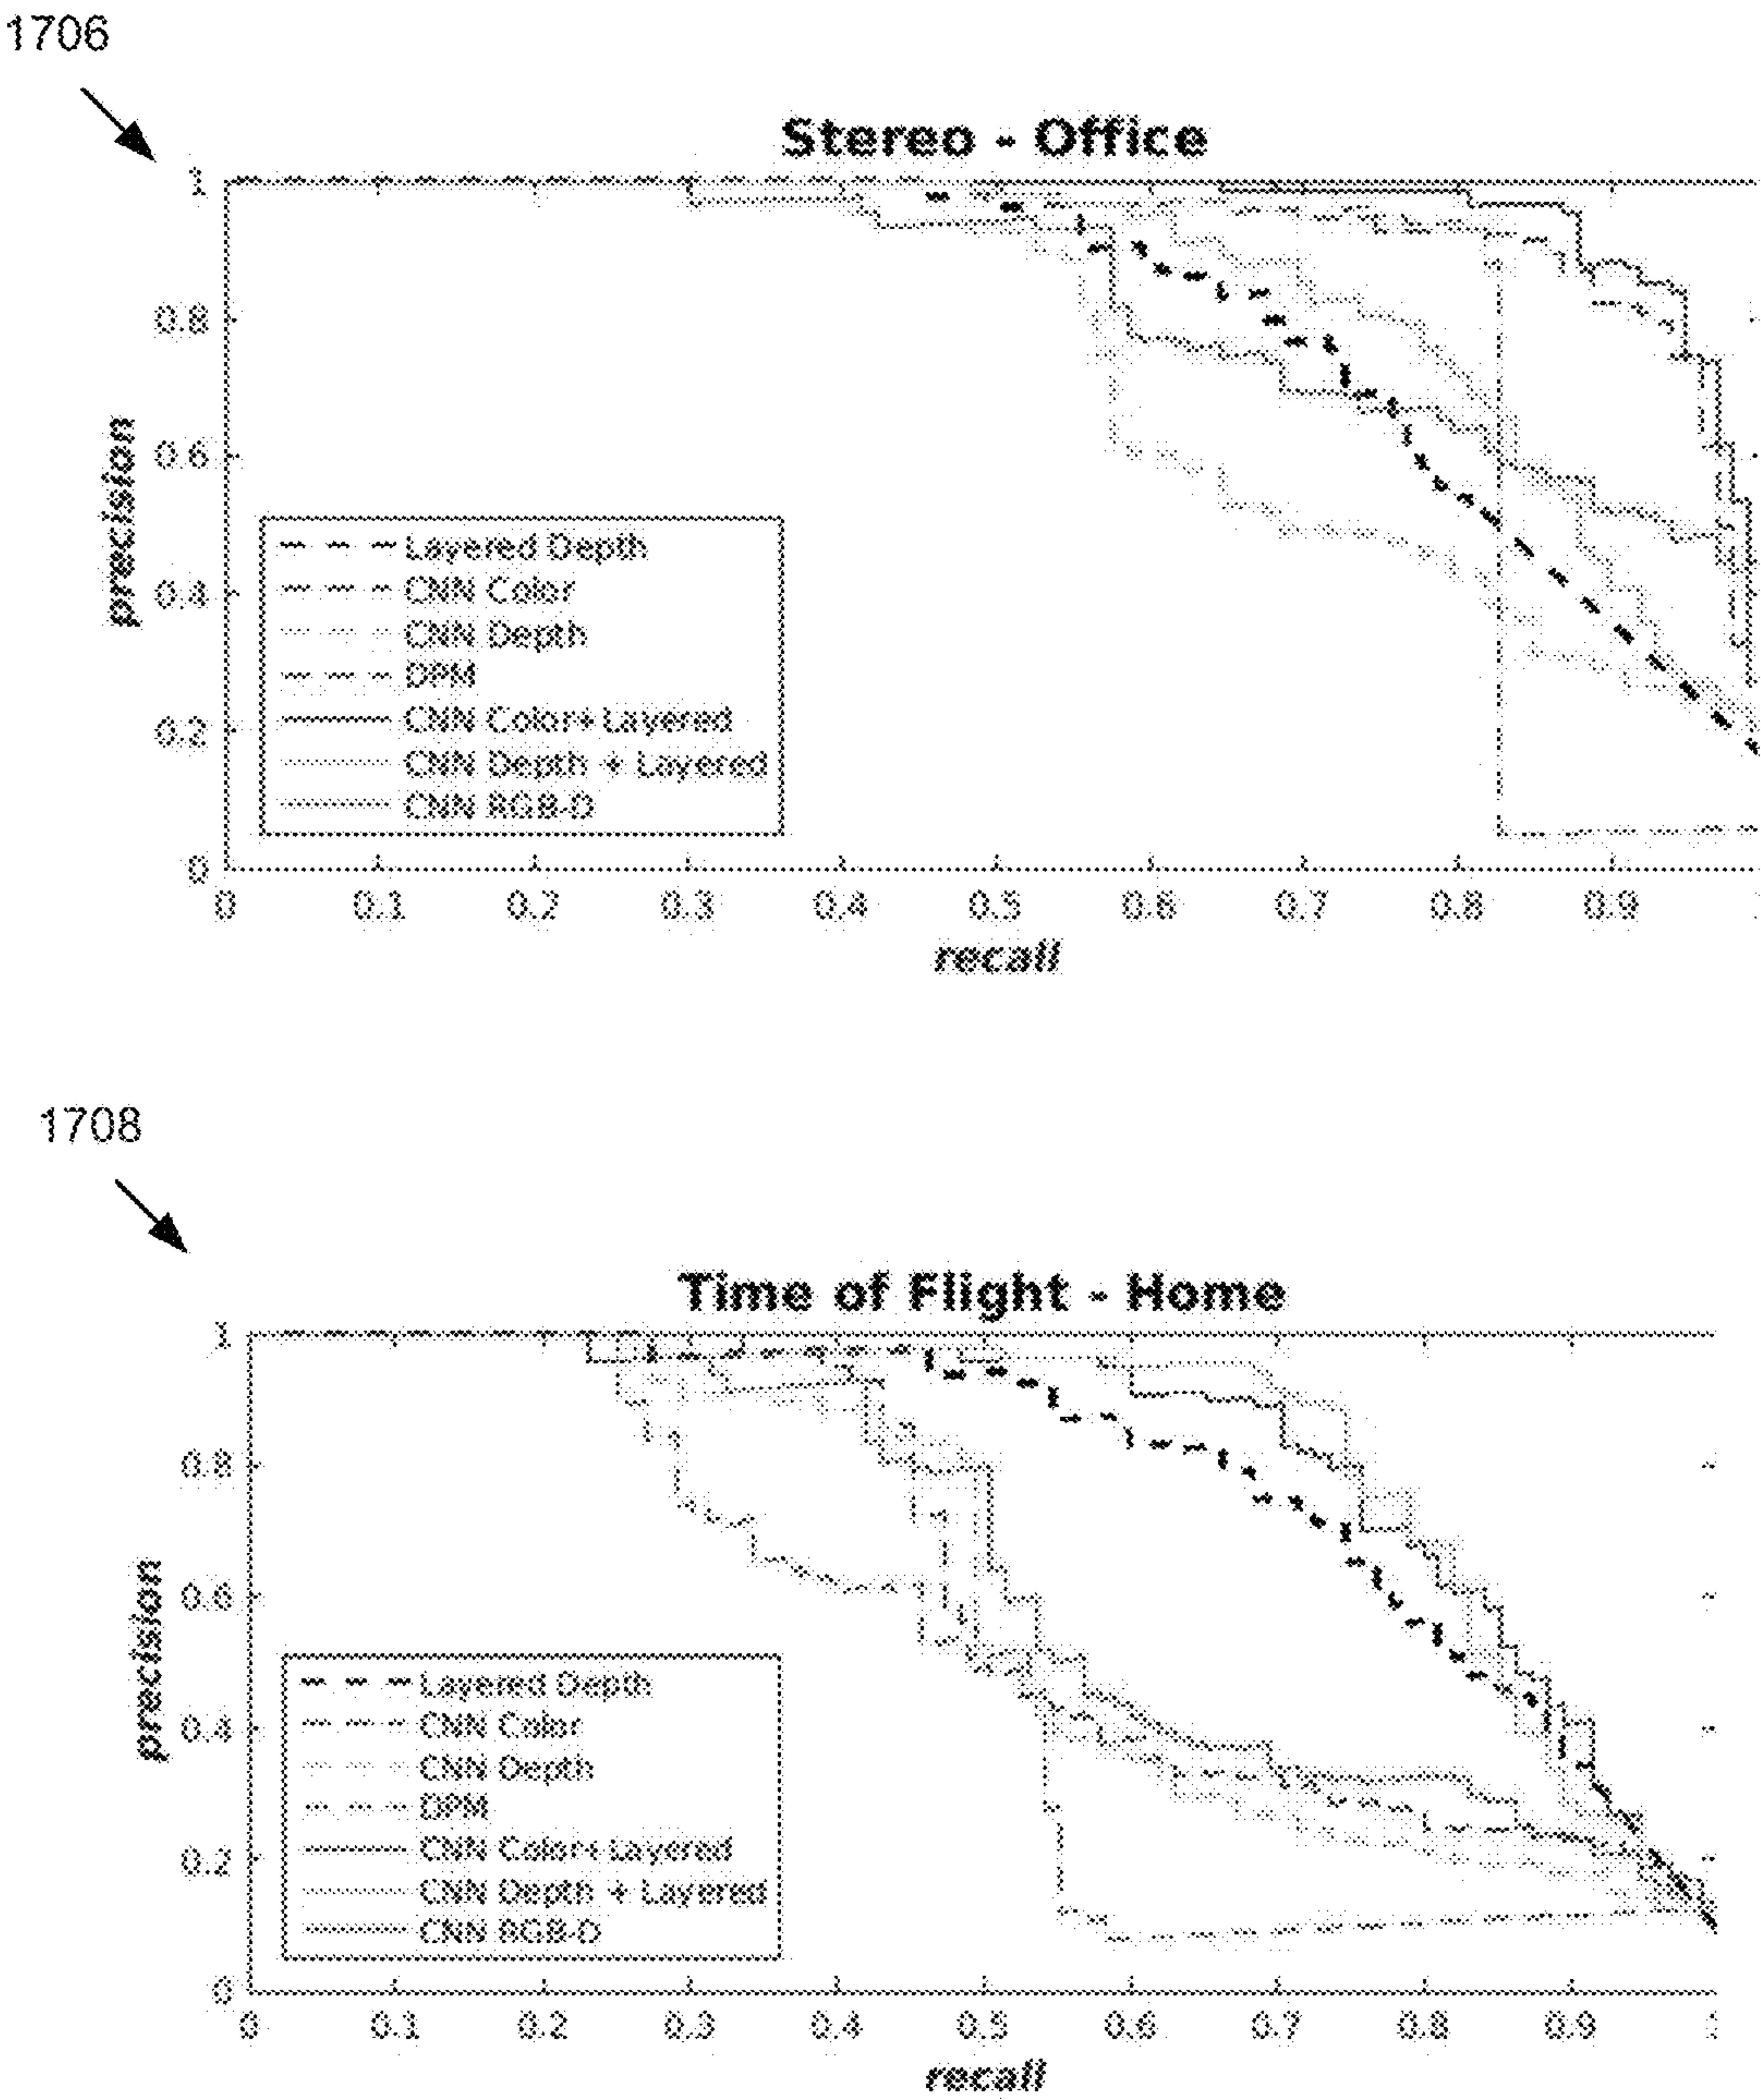 1706
Stereo - Office
1
0.8
0.6
0.4
0.2
0
precision
Layered Depth
CNN Color
CNN Depth
DPM
CNN Color+Layered
CNN Depth + Layered
CNN RGB-D
0 0.1 0.2 0.3 0.4 0.5 0.6 0.7 0.8 0.9
recall
1708
Time of Flight - Home
1
0.8
0.6
0.4
0.2
0
precision
Layered Depth
CNN Color
CNN Depth
DPM
CNN Color+Layered
CNN Depth + Layered
CNN RGB-D
0 0.1 0.2 0.3 0.4 0.5 0.6 0.7 0.8 0.9
recall